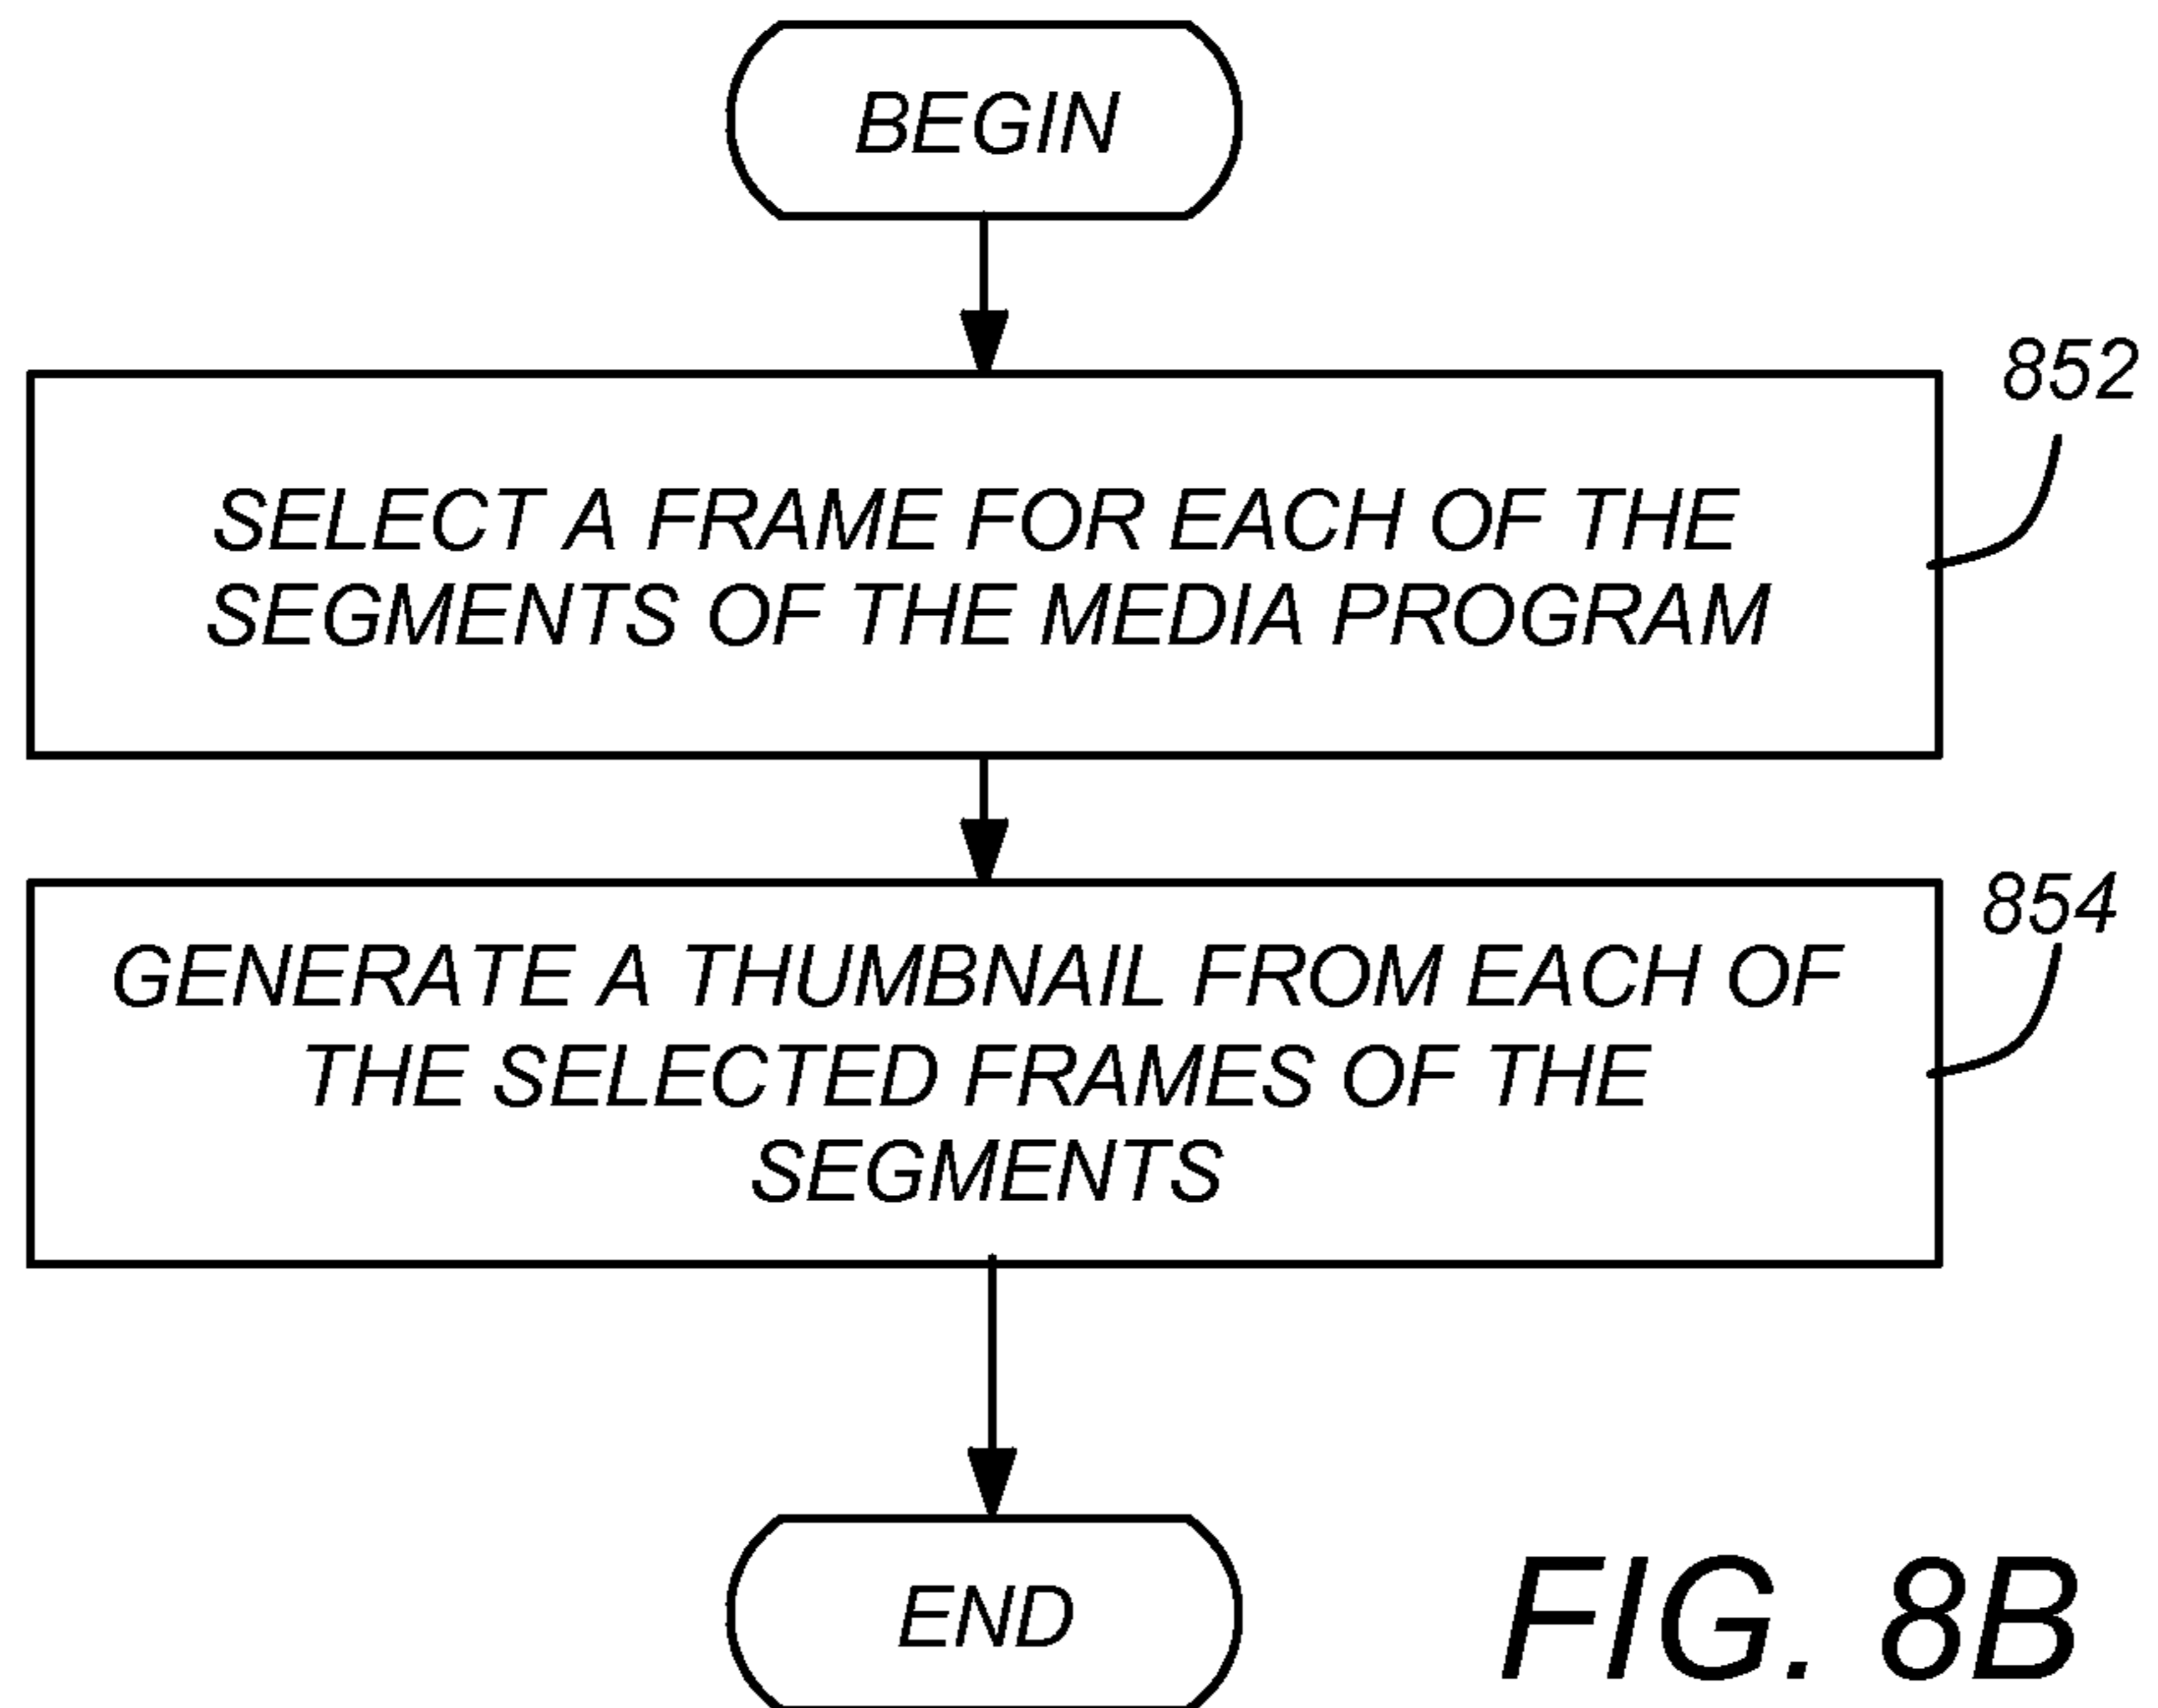 BEGIN
852
SELECT A FRAME FOR EACH OF THE
SEGMENTS OF THE MEDIA PROGRAM
854
GENERATE A THUMBNAIL FROM EACH OF
THE SELECTED FRAMES OF THE
SEGMENTS
END
FIG. 8B